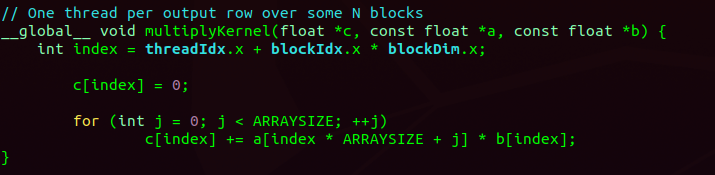 // One thread per output row over some N blocks
__global__ void multiplyKernel(float *c, const float *a, const float *b) {
    int index = threadIdx.x + blockIdx.x * blockDim.x;

        c[index] = 0;

        for (int j = 0; j < ARRAYSIZE; ++j)
                c[index] += a[index * ARRAYSIZE + j] * b[index];
}